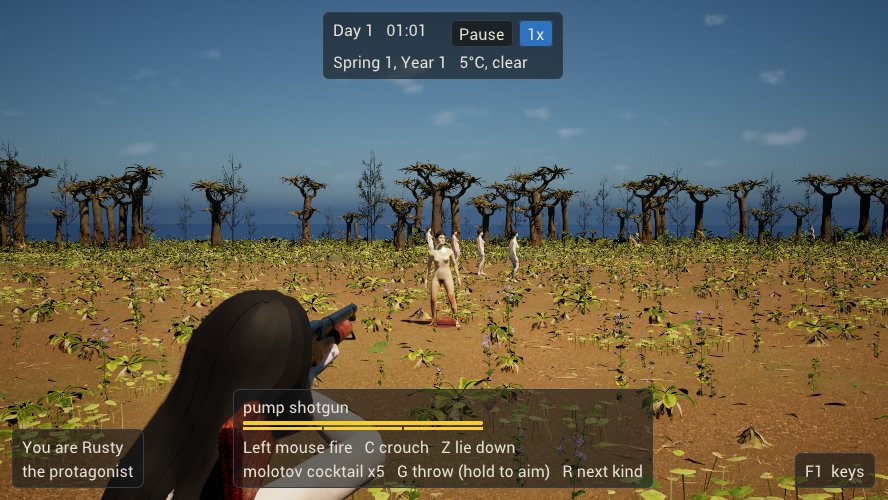 Day 1 01:01 Pause 1x
Spring 1, Year 1 5°C, clear
pump shotgun
Left mouse fire C crouch Z lie down
molotov cocktail x5 G throw (hold to aim) R next kind
You are Rusty
the protagonist
F1 keys